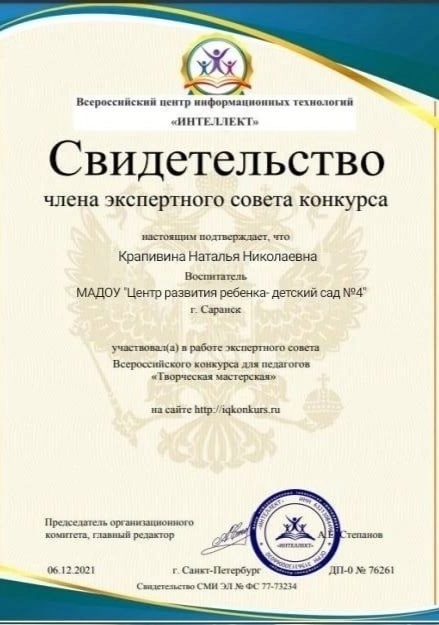 Всероссийский центр информационных технологий
«ИНТЕЛЛЕКТ»
Свидетельство
члена экспертного совета конкурса
настоящим подтверждает, что
Крапивина Наталья Николаевна
Воспитатель
МАДОУ "Центр развития ребенка- детский сад №4"
г. Саранск
участвовал(а) в работе экспертного совета
Всероссийского конкурса для педагогов
«Творческая мастерская»
на сайте http://iqkonkurs.ru
Председатель организационного
комитета, главный редактор
Степанов
«ИНТЕЛЛЕКТ»
06.12.2021 г. Санкт-Петербург ДП-0 № 76261
Свидетельство СМИ ЭЛ № ФС 77-73234